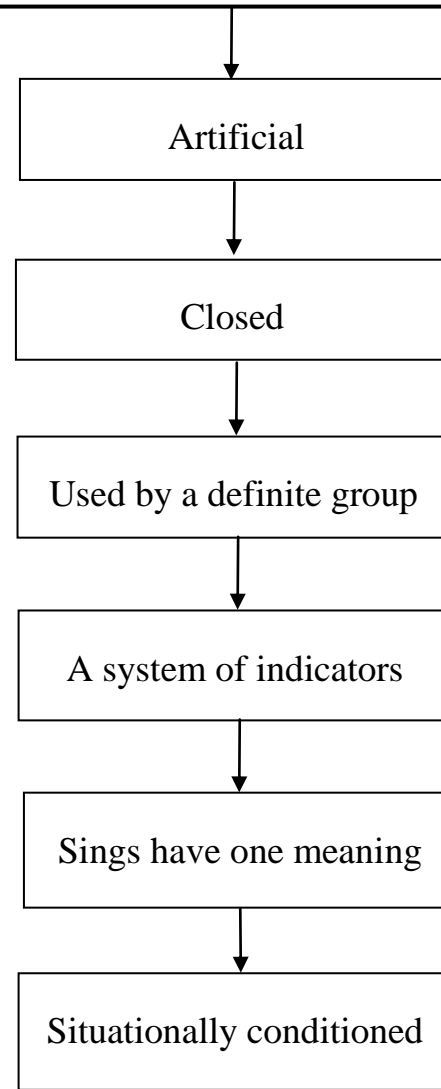 Artificial
Closed
Used by a definite group
A system of indicators
Sings have one meaning
Situationally conditioned